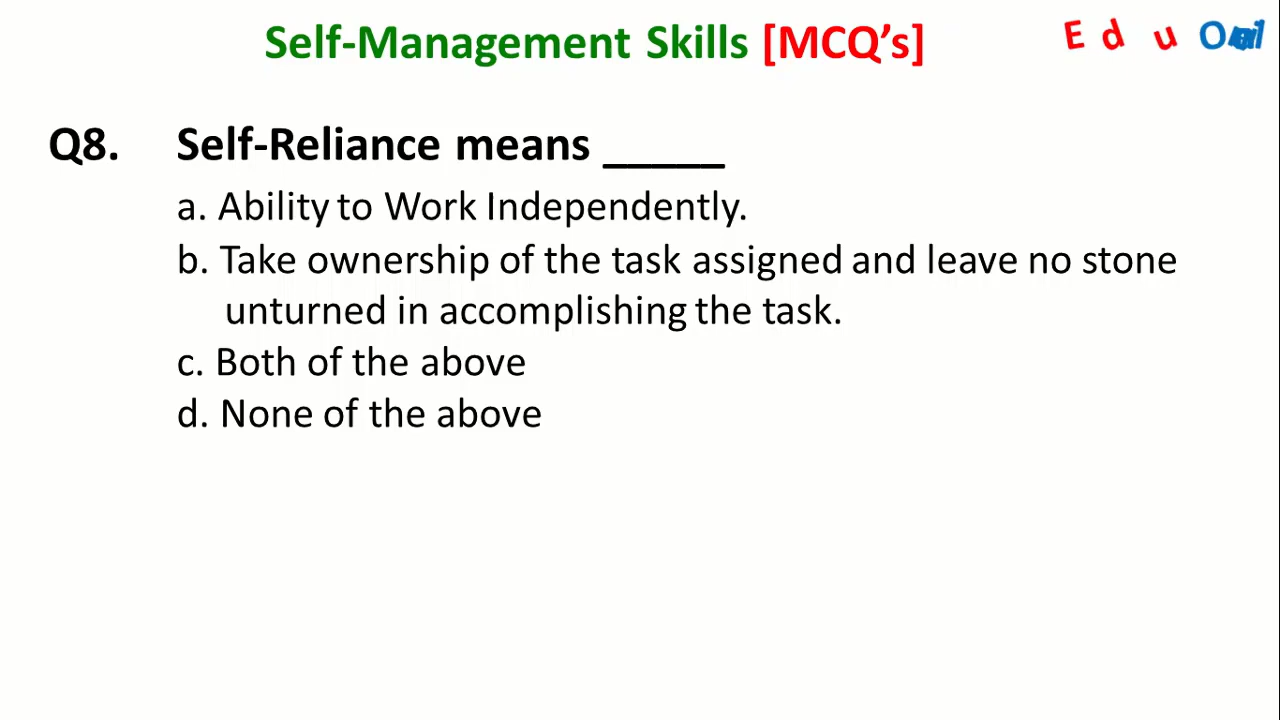 Self-Management Skills [MCQ’s]
E d u
Q8. Self-Reliance means _____
a. Ability to Work Independently.
b. Take ownership of the task assigned and leave no stone
unturned in accomplishing the task.
c. Both of the above
d. None of the above